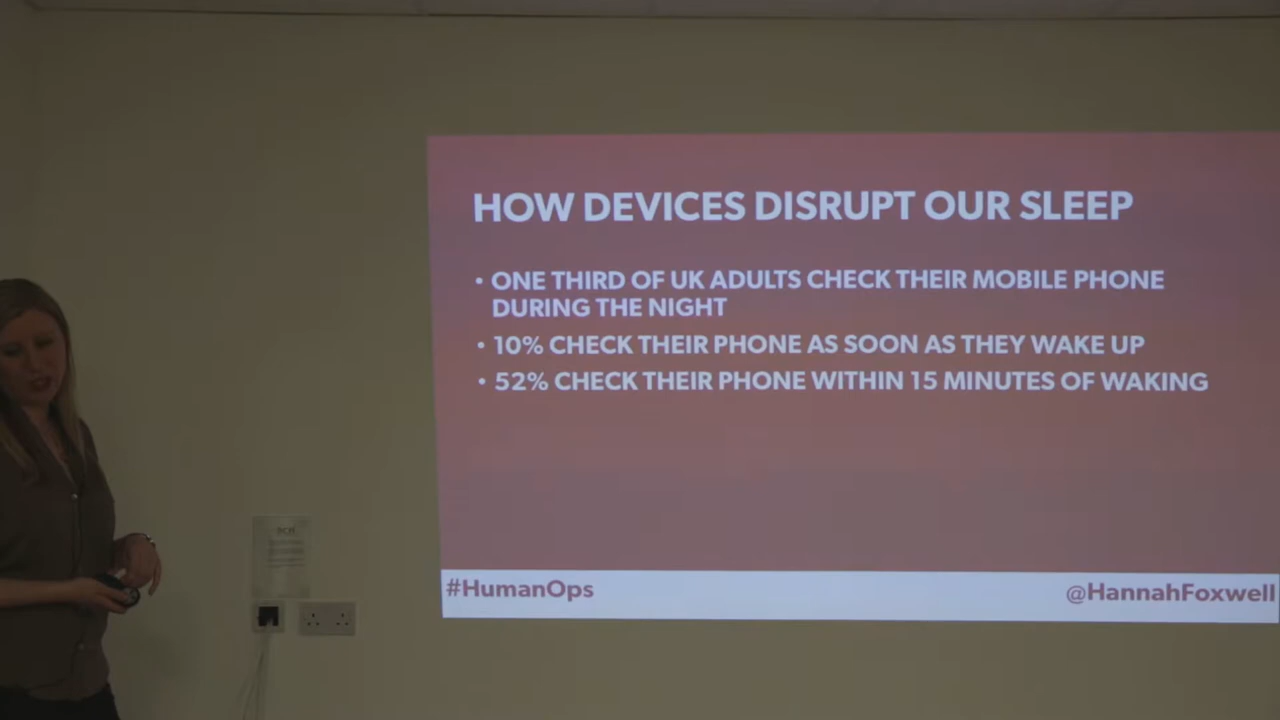 HOW DEVICES DISRUPT OUR SLEEP
• ONE THIRD OF UK ADULTS CHECK THEIR MOBILE PHONE
DURING THE NIGHT
• 10% CHECK THEIR PHONE AS SOON AS THEY WAKE UP
• 52% CHECK THEIR PHONE WITHIN 15 MINUTES OF WAKING
#HumanOps
@HannahFoxwell